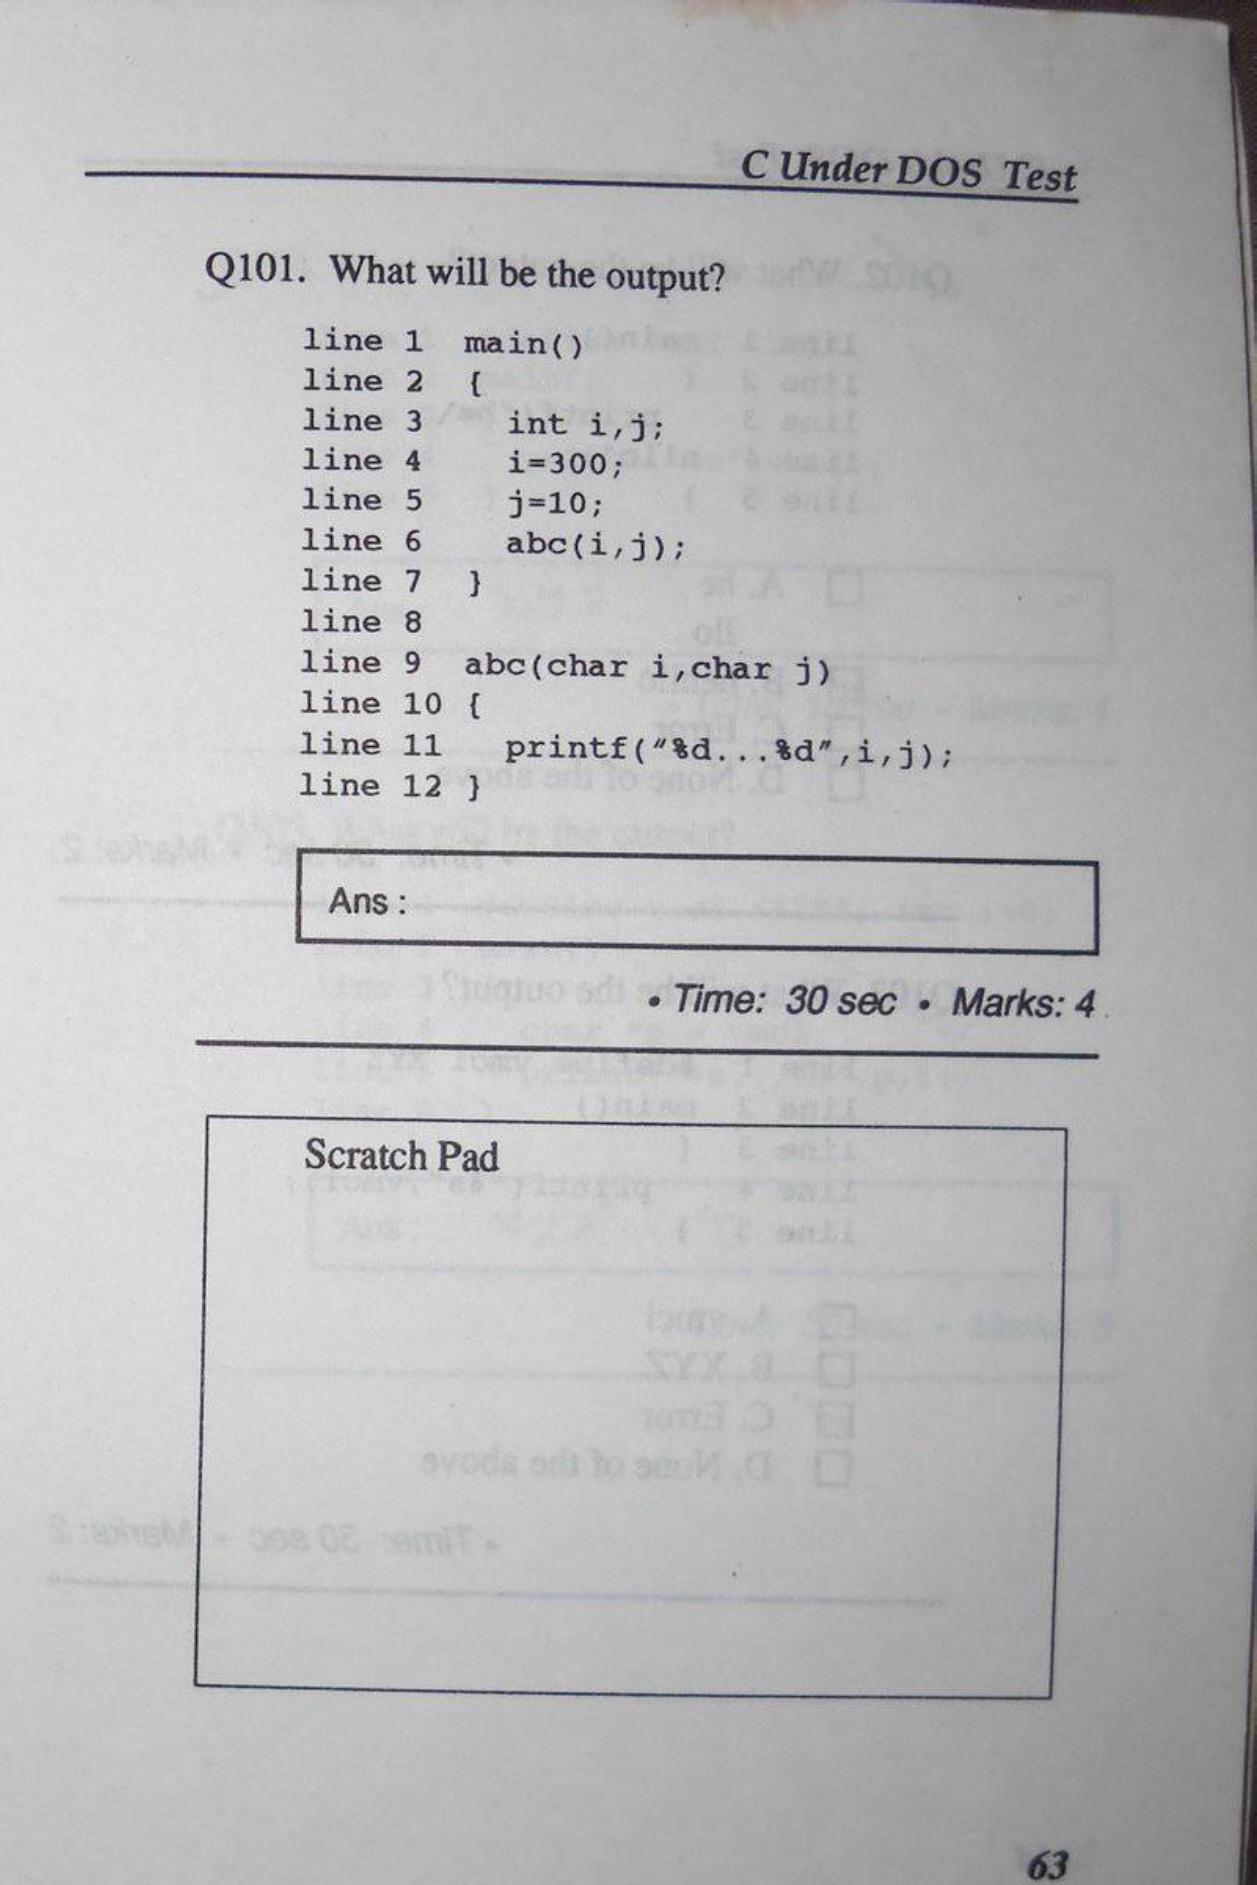 C Under DOS Test
Q101. What will be the output?
line 1 main()
line 2 {
line 3 int i,j;
line 4 i=300;
line 5 j=10;
line 6 abc(i,j);
line 7 }
line 8
line 9 abc(char i,char j)
line 10 {
line 11 printf("%d...%d",i,j);
line 12 }
Ans :
• Time: 30 sec • Marks: 4
Scratch Pad
63